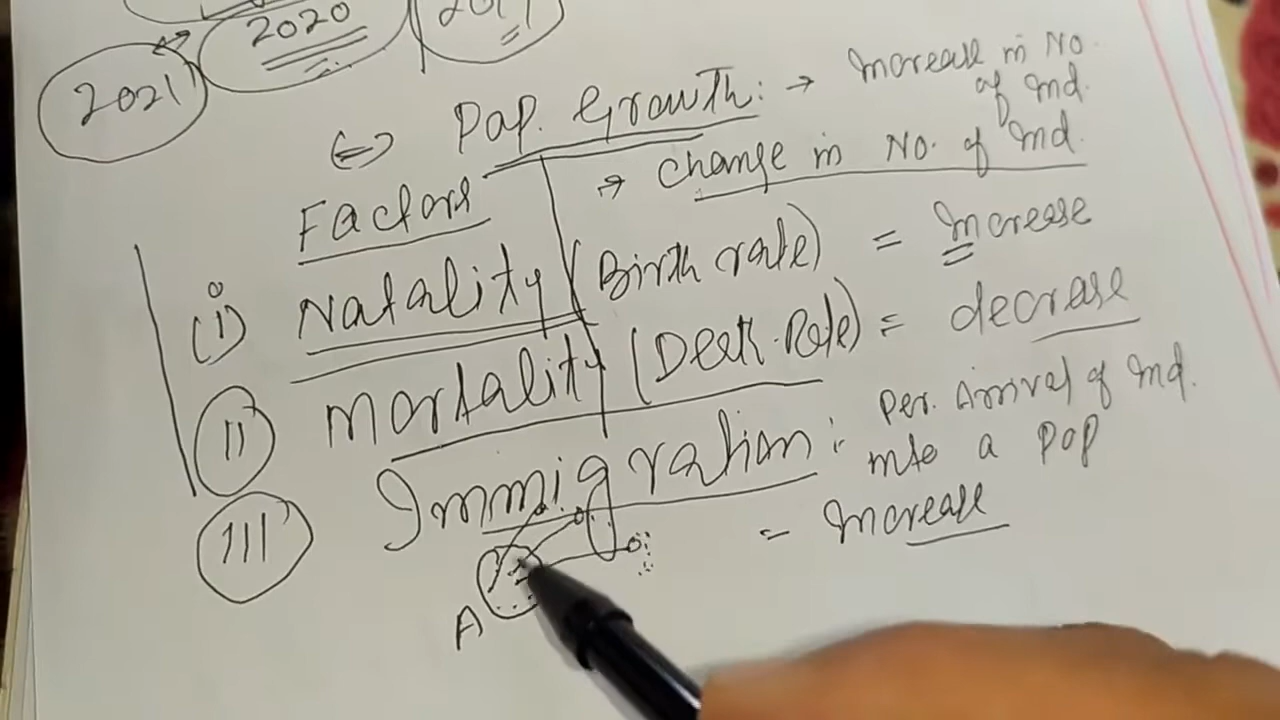 2021 2020
Pop. Growth: → Increase in No.
of Ind.
→ Change in No. of Ind.
Factors
(i) Natality (Birth rate) = Increase
II Mortality (Death Rate) = decrease
III Immigration: Per. Arrival of Ind.
into a Pop
= Increase
A